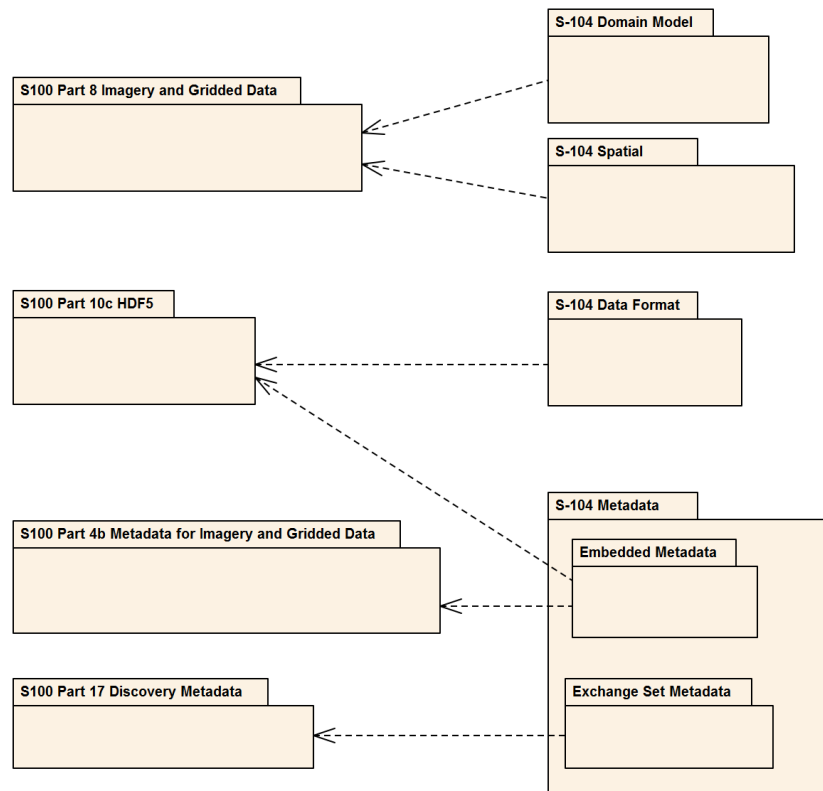 S-104 Domain Model
S100 Part 8 Imagery and Gridded Data
S-104 Spatial
S100 Part 10c HDF5
S-104 Data Format
S-104 Metadata
S100 Part 4b Metadata for Imagery and Gridded Data
Embedded Metadata
S100 Part 17 Discovery Metadata
Exchange Set Metadata